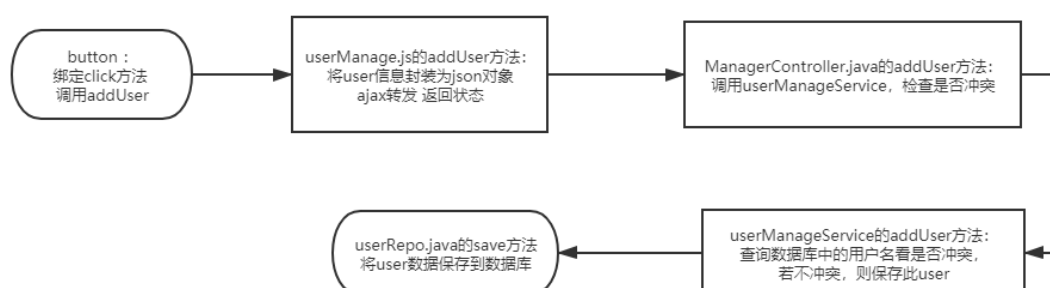 button：
绑定click方法
调用addUser
userManage.js的addUser方法：
将user信息封装为json对象
ajax转发 返回状态
ManagerController.java的addUser方法：
调用userManageService，检查是否冲突
userManageService的addUser方法：
查询数据库中的用户名看是否冲突，
若不冲突，则保存此user
userRepo.java的save方法
将user数据保存到数据库